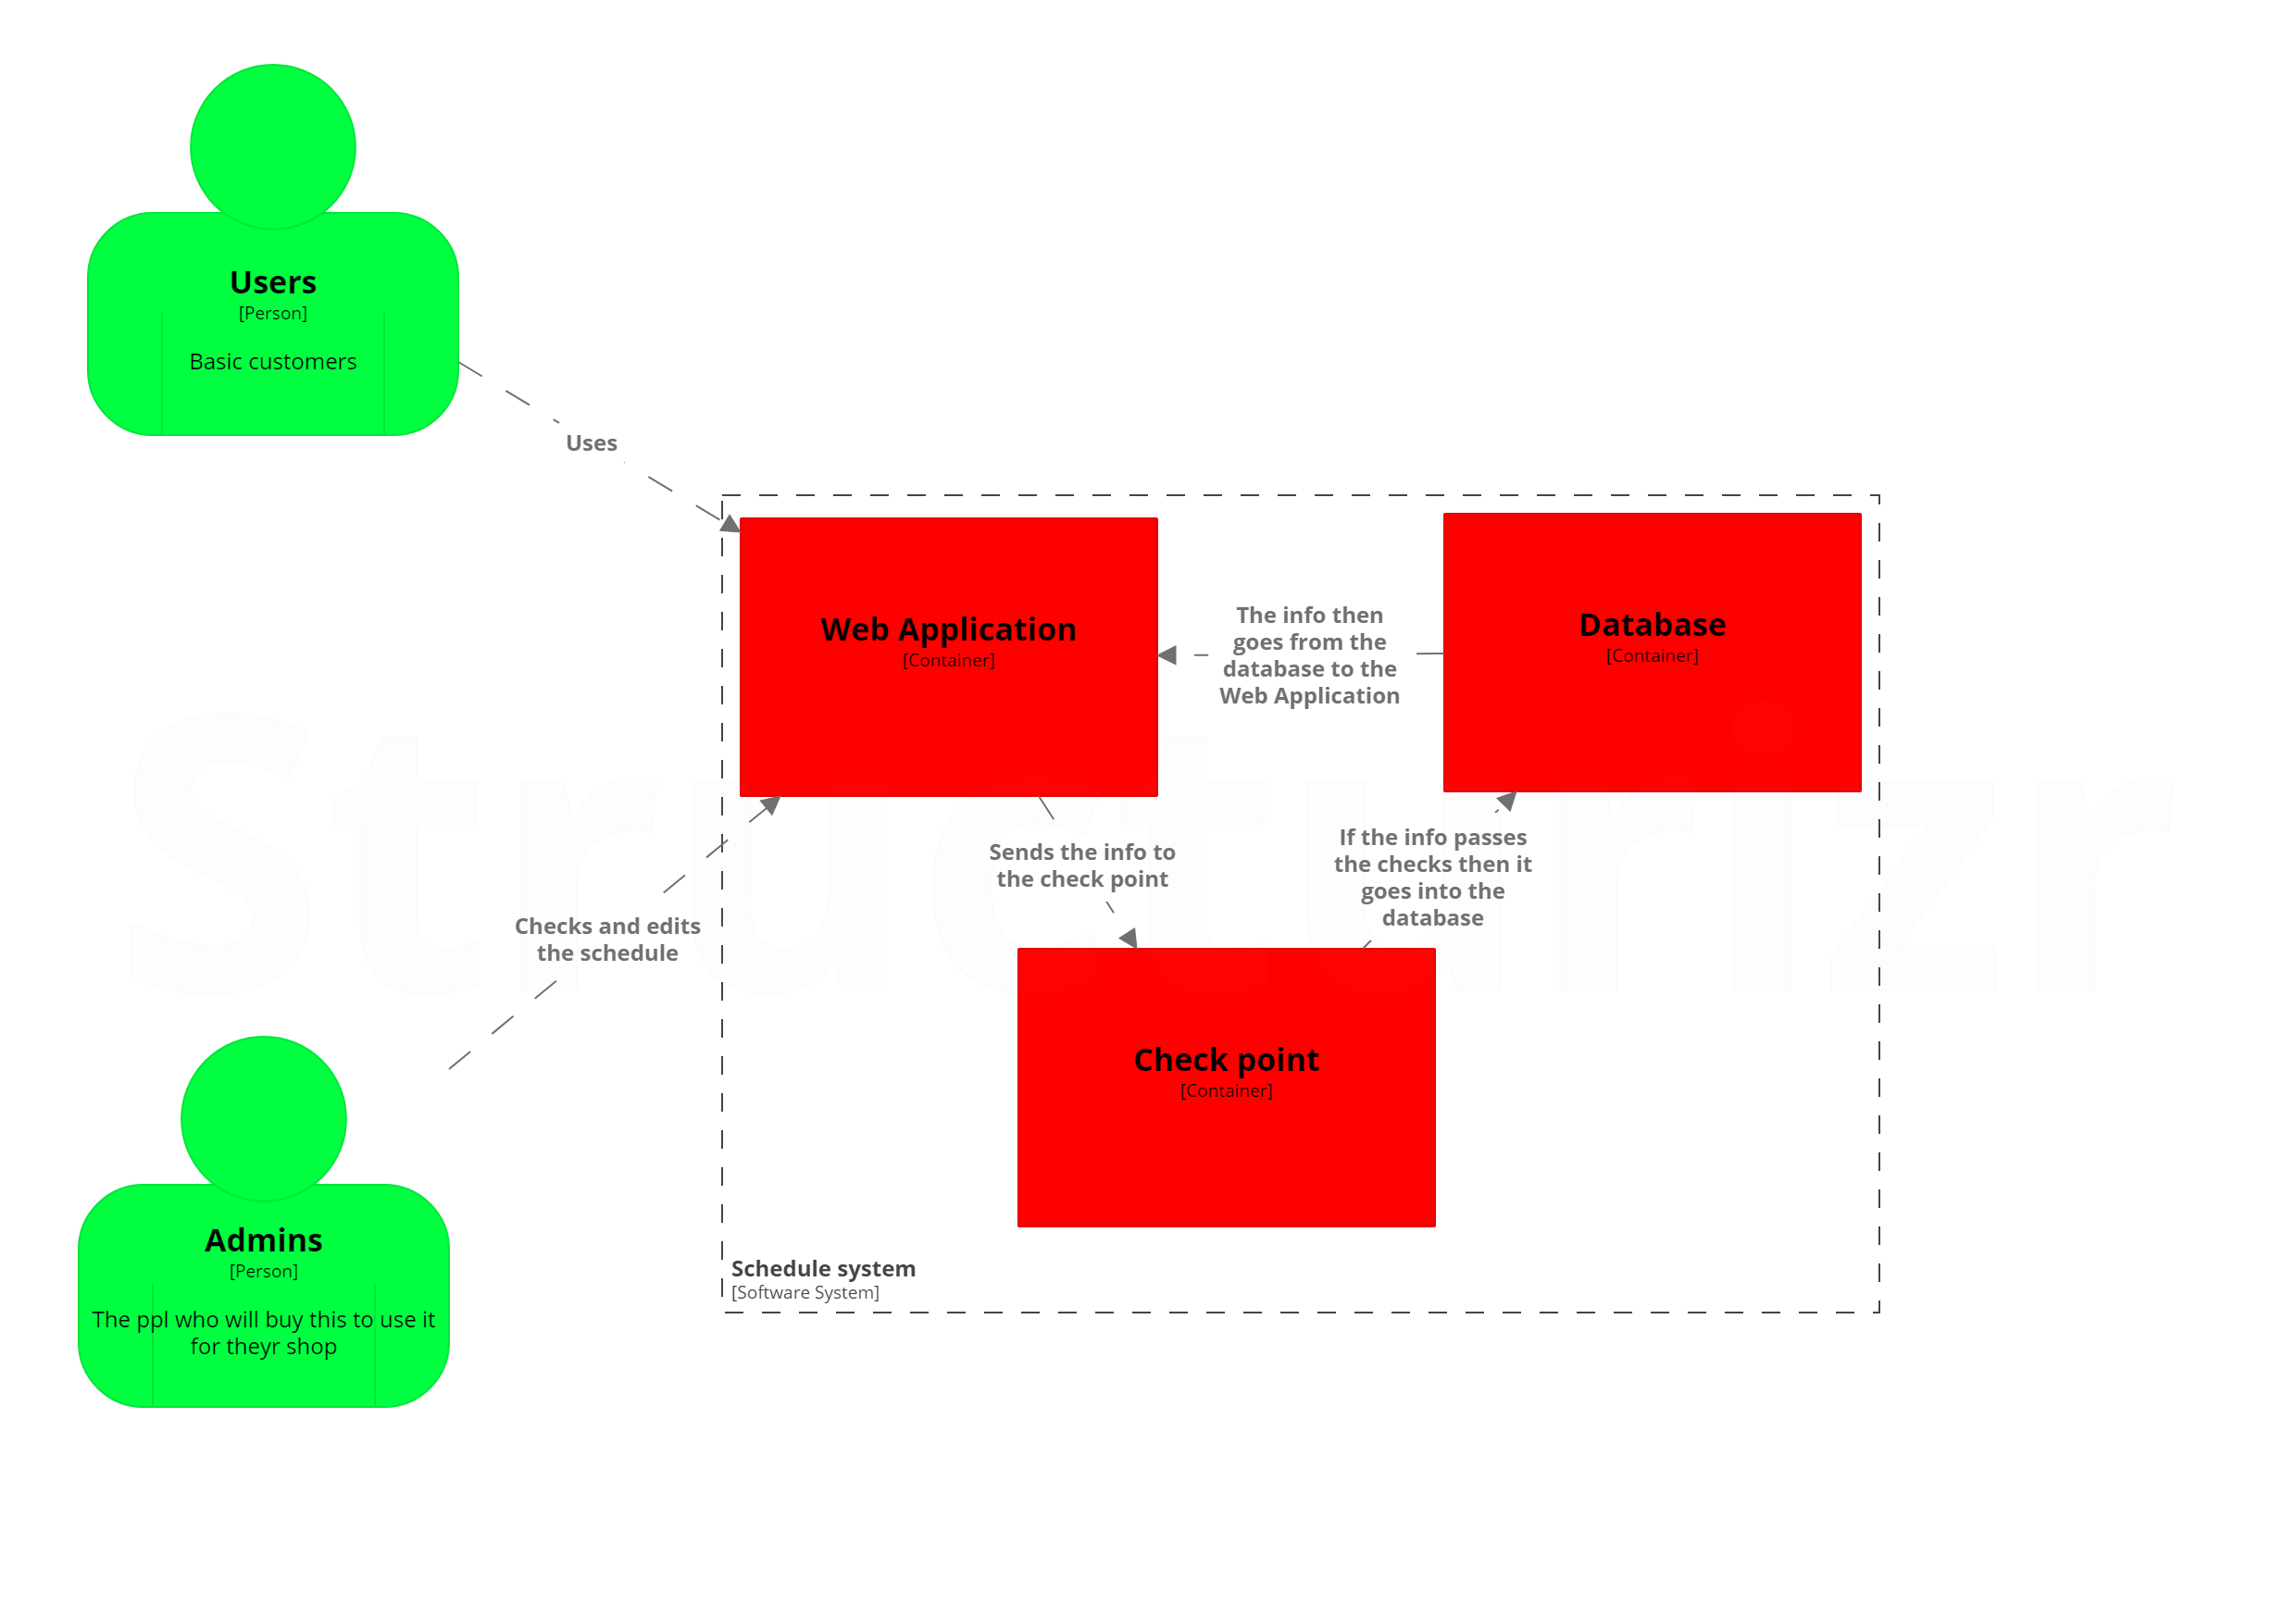 Users
[Person]
Basic customers
Uses
Web Application
[Container]
The info then
goes from the
database to the
Web Application
Database
[Container]
Sends the info to
the check point
If the info passes
the checks then it
goes into the
database
Checks and edits
the schedule
Structurizr
Check point
[Container]
Admins
[Person]
The ppl who will buy this to use it
for theyr shop
Schedule system
[Software System]